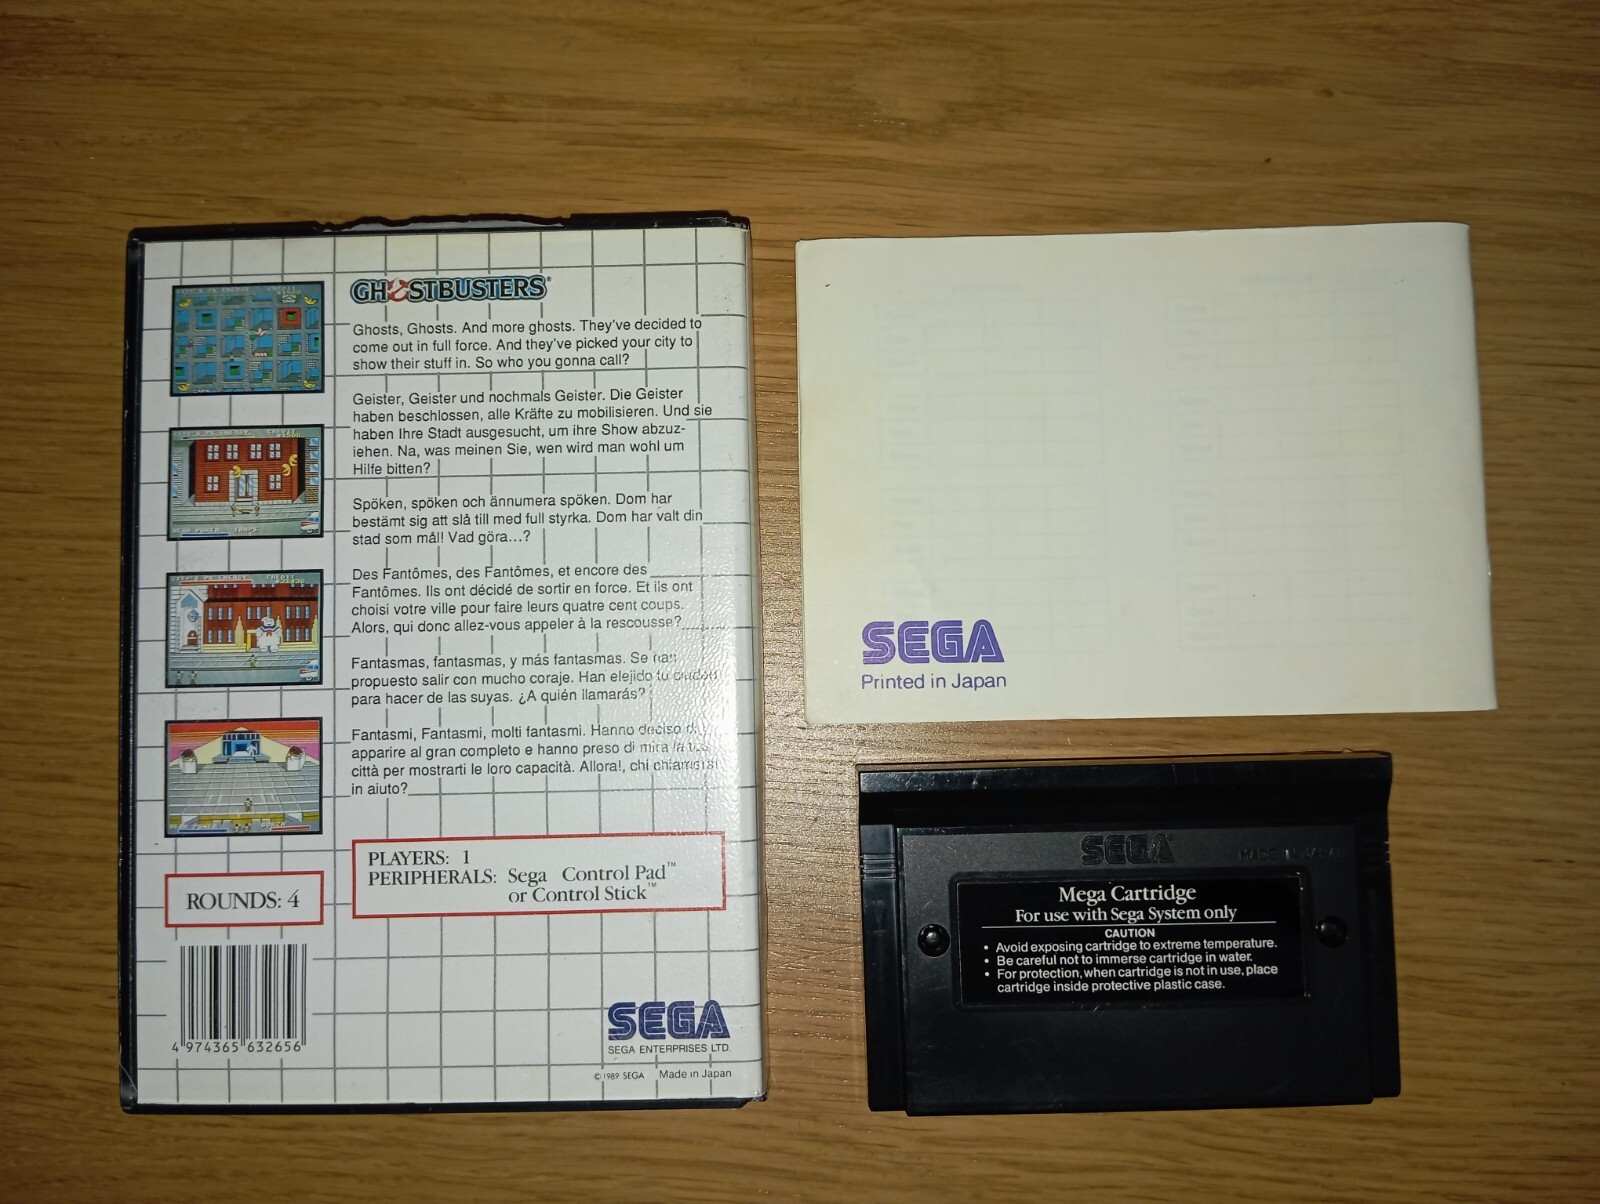 GHOSTBUSTERS
Ghosts, Ghosts. And more ghosts. They've decided to
come out in full force. And they've picked your city to
show their stuff in. So who you gonna call?
Geister, Geister und nochmals Geister. Die Geister
haben beschlossen, alle Kräfte zu mobilisieren. Und sie
haben Ihre Stadt ausgesucht, um ihre Show abzuz-
iehen. Na, was meinen Sie, wen wird man wohl um
Hilfe bitten?
Spöken, spöken och ännumera spöken. Dom har
bestämt sig att slå till med full styrka. Dom har valt din
stad som mål! Vad göra...?
Des Fantômes, des Fantômes, et encore des
Fantômes. Ils ont décidé de sortir en force. Et ils ont
choisi votre ville pour faire leurs quatre cent coups.
Alors, qui donc allez-vous appeler à la rescousse?
Fantasmas, fantasmas, y más fantasmas. Se han
propuesto salir con mucho coraje. Han elejido tu ciudad
para hacer de las suyas. ¿A quién llamarás?
Fantasmi, Fantasmi, molti fantasmi. Hanno deciso di
apparire al gran completo e hanno preso di mira la
città per mostrarti le loro capacità. Allora!, chi chiamerai
in aiuto?
PLAYERS: 1
PERIPHERALS: Sega Control Pad™
or Control Stick™
ROUNDS: 4
4 974365 632656
SEGA
SEGA ENTERPRISES LTD.
© 1989 SEGA Made in Japan
SEGA
Printed in Japan
SEGA
MADE IN JAPAN
Mega Cartridge
For use with Sega System only
CAUTION
• Avoid exposing cartridge to extreme temperature.
• Be careful not to immerse cartridge in water.
• For protection, when cartridge is not in use, place
cartridge inside protective plastic case.